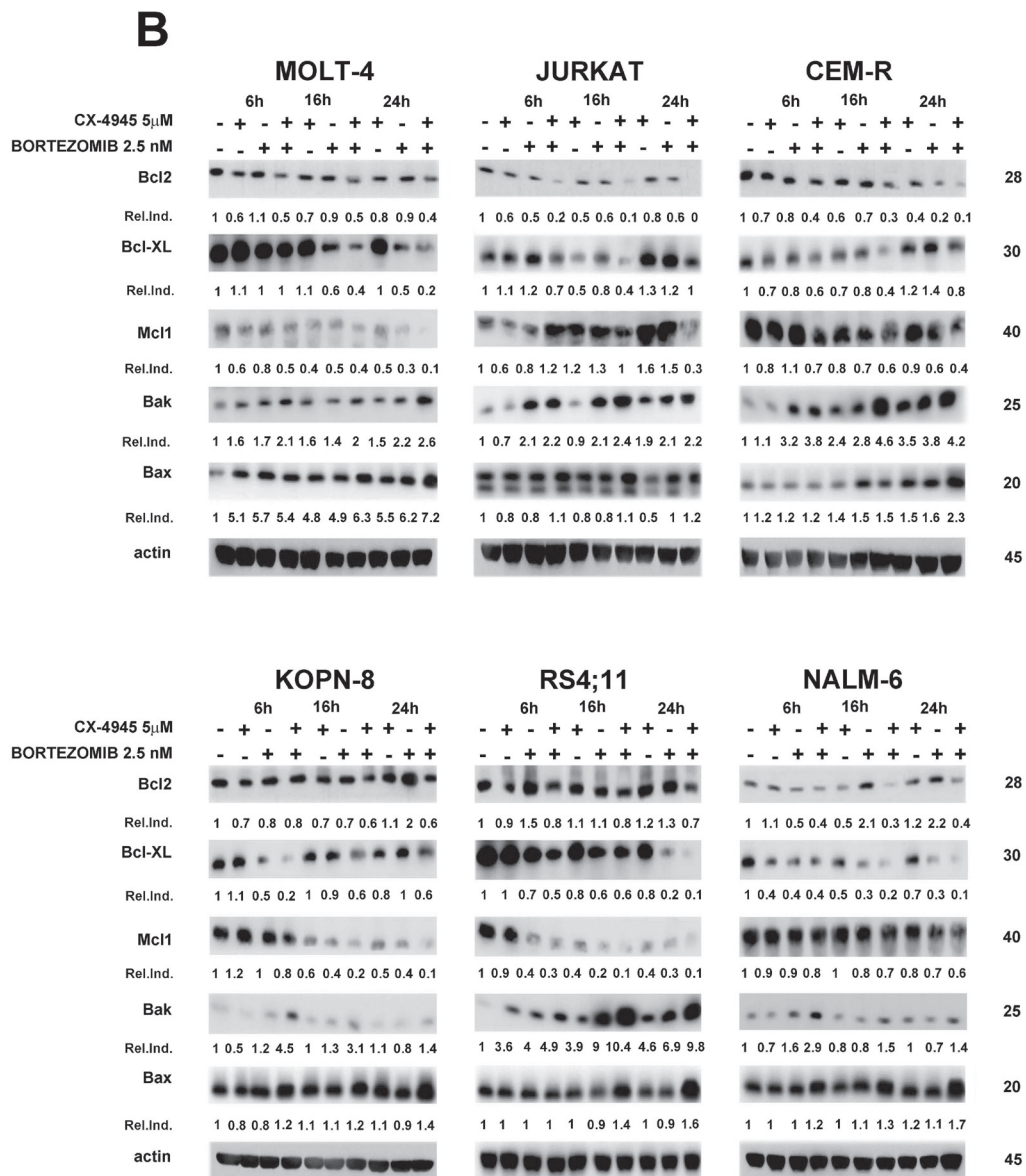 B
MOLT-4 JURKAT CEM-R
6h 16h 24h 6h 16h 24h 6h 16h 24h
CX-4945 5μM - + - + + - + + - + - + - + + - + + - + - + - + + - + + - +
BORTEZOMIB 2.5 nM - - + + - + + - + + - - + + - + + - + + - - + + - + + - + +
Bcl2 28
Rel.Ind. 1 0.6 1.1 0.5 0.7 0.9 0.5 0.8 0.9 0.4 1 0.6 0.5 0.2 0.5 0.6 0.1 0.8 0.6 0 1 0.7 0.8 0.4 0.6 0.7 0.3 0.4 0.2 0.1
Bcl-XL 30
Rel.Ind. 1 1.1 1 1 1.1 0.6 0.4 1 0.5 0.2 1 1.1 1.2 0.7 0.5 0.8 0.4 1.3 1.2 1 1 0.7 0.8 0.6 0.7 0.8 0.4 1.2 1.4 0.8
Mcl1 40
Rel.Ind. 1 0.6 0.8 0.5 0.4 0.5 0.4 0.5 0.3 0.1 1 0.6 0.8 1.2 1.2 1.3 1 1.6 1.5 0.3 1 0.8 1.1 0.7 0.8 0.7 0.6 0.9 0.6 0.4
Bak 25
Rel.Ind. 1 1.6 1.7 2.1 1.6 1.4 2 1.5 2.2 2.6 1 0.7 2.1 2.2 0.9 2.1 2.4 1.9 2.1 2.2 1 1.1 3.2 3.8 2.4 2.8 4.6 3.5 3.8 4.2
Bax 20
Rel.Ind. 1 5.1 5.7 5.4 4.8 4.9 6.3 5.5 6.2 7.2 1 0.8 0.8 1.1 0.8 0.8 1.1 0.5 1 1.2 1 1.2 1.2 1.2 1.4 1.5 1.5 1.5 1.6 2.3
actin 45
KOPN-8 RS4;11 NALM-6
6h 16h 24h 6h 16h 24h 6h 16h 24h
CX-4945 5μM - + - + + - + + - + - + - + + - + + - + - + - + + - + + - +
BORTEZOMIB 2.5 nM - - + + - + + - + + - - + + - + + - + + - - + + - + + - + +
Bcl2 28
Rel.Ind. 1 0.7 0.8 0.8 0.7 0.7 0.6 1.1 2 0.6 1 0.9 1.5 0.8 1.1 1.1 0.8 1.2 1.3 0.7 1 1.1 0.5 0.4 0.5 2.1 0.3 1.2 2.2 0.4
Bcl-XL 30
Rel.Ind. 1 1.1 0.5 0.2 1 0.9 0.6 0.8 1 0.6 1 1 0.7 0.5 0.8 0.6 0.6 0.8 0.2 0.1 1 0.4 0.4 0.4 0.5 0.3 0.2 0.7 0.3 0.1
Mcl1 40
Rel.Ind. 1 1.2 1 0.8 0.6 0.4 0.2 0.5 0.4 0.1 1 0.9 0.4 0.3 0.4 0.2 0.1 0.4 0.3 0.1 1 0.9 0.9 0.8 1 0.8 0.7 0.8 0.7 0.6
Bak 25
Rel.Ind. 1 0.5 1.2 4.5 1 1.3 3.1 1.1 0.8 1.4 1 3.6 4 4.9 3.9 9 10.4 4.6 6.9 9.8 1 0.7 1.6 2.9 0.8 0.8 1.5 1 0.7 1.4
Bax 20
Rel.Ind. 1 0.8 0.8 1.2 1.1 1.1 1.2 1.1 0.9 1.4 1 1 1 1 1 0.9 1.4 1 0.9 1.6 1 1 1 1.2 1 1.1 1.3 1.2 1.1 1.7
actin 45